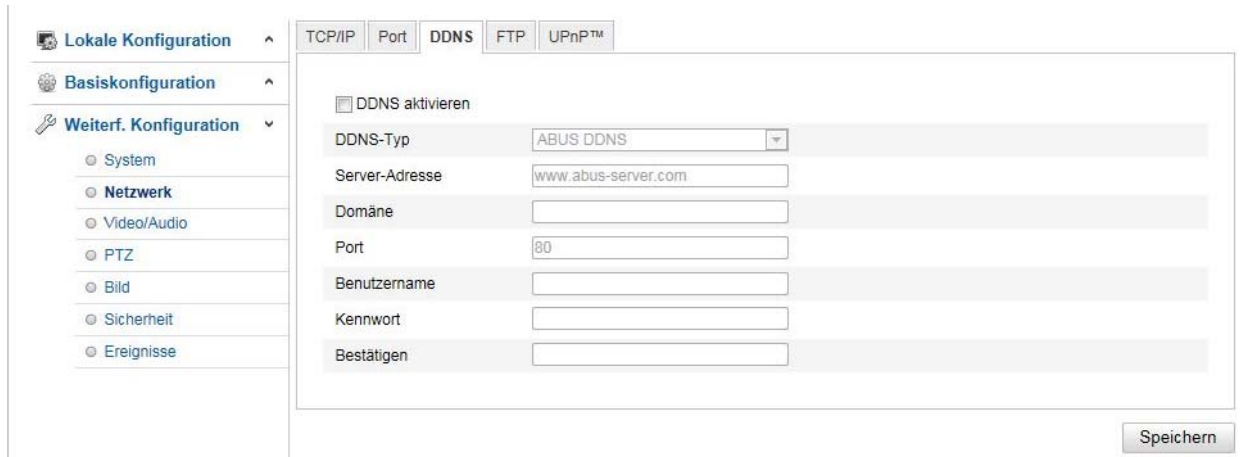 Lokale Konfiguration
Basiskonfiguration
Weiterf. Konfiguration
System
Netzwerk
Video/Audio
PTZ
Bild
Sicherheit
Ereignisse
TCP/IP Port DDNS FTP UPnP™
DDNS aktivieren
DDNS-Typ ABUS DDNS
Server-Adresse www.abus-server.com
Domäne
Port 80
Benutzername
Kennwort
Bestätigen
Speichern